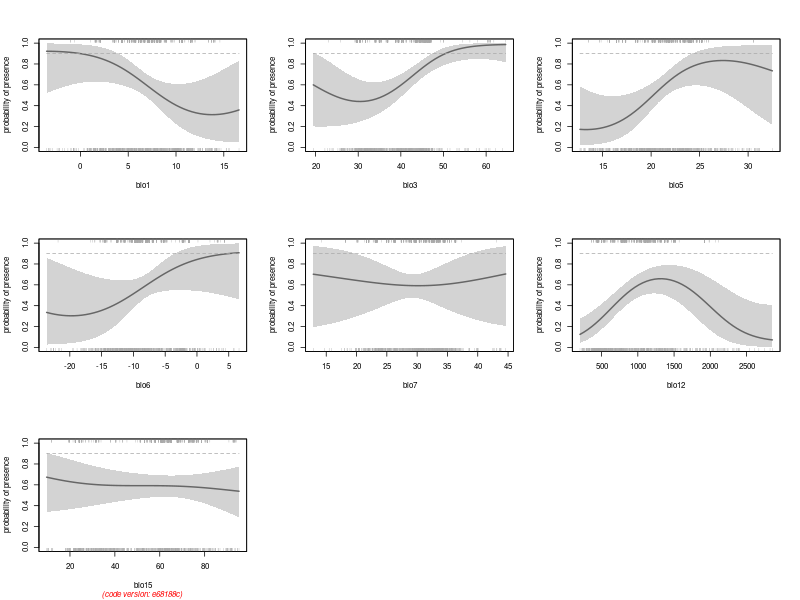 probability of presence
0.0 0.2 0.4 0.6 0.8 1.0
0 5 10 15
bio1
probability of presence
0.0 0.2 0.4 0.6 0.8 1.0
20 30 40 50 60
bio3
probability of presence
0.0 0.2 0.4 0.6 0.8 1.0
15 20 25 30
bio5
probability of presence
0.0 0.2 0.4 0.6 0.8 1.0
-20 -15 -10 -5 0 5
bio6
probability of presence
0.0 0.2 0.4 0.6 0.8 1.0
15 20 25 30 35 40 45
bio7
probability of presence
0.0 0.2 0.4 0.6 0.8 1.0
500 1000 1500 2000 2500
bio12
probability of presence
0.0 0.2 0.4 0.6 0.8 1.0
20 40 60 80
bio15
(code version: e68188c)